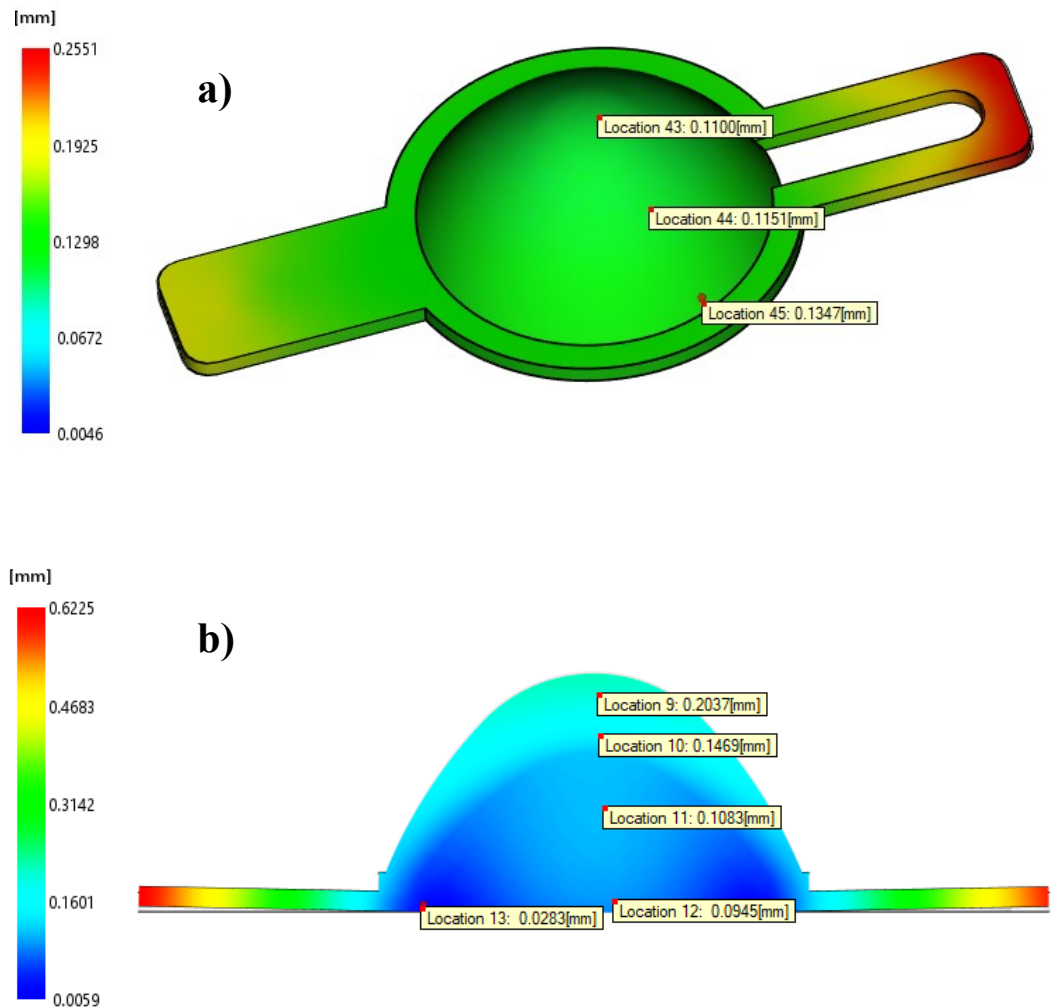 [mm]
0.2551
0.1925
0.1298
0.0672
0.0046
a)
Location 43: 0.1100[mm]
Location 44: 0.1151[mm]
Location 45: 0.1347[mm]
[mm]
0.6225
0.4683
0.3142
0.1601
0.0059
b)
Location 9: 0.2037[mm]
Location 10: 0.1469[mm]
Location 11: 0.1083[mm]
Location 13: 0.0283[mm]
Location 12: 0.0945[mm]